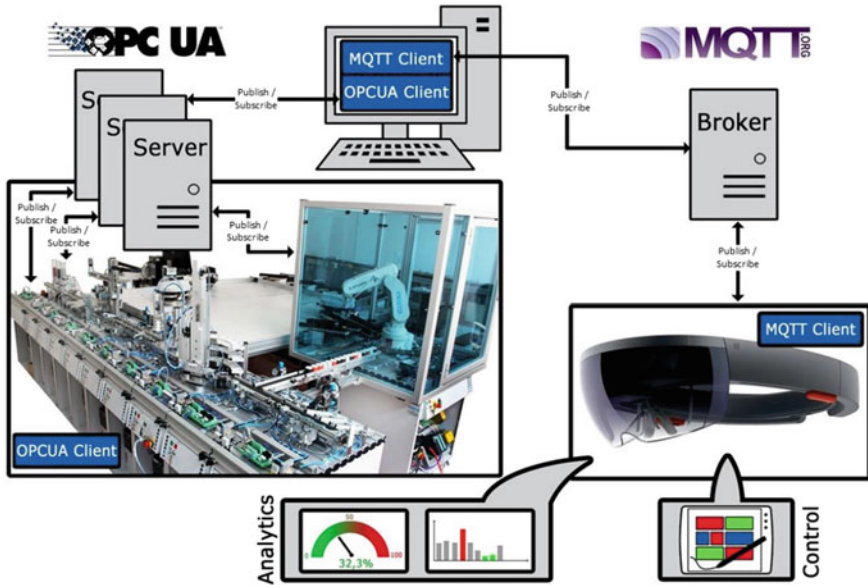 OPC UA
MQTT.ORG
MQTT Client
OPCUA Client
Publish /
Subscribe
Publish /
Subscribe
S
S
Server
Broker
Publish /
Subscribe
Publish /
Subscribe
Publish /
Subscribe
Publish /
Subscribe
MQTT Client
OPCUA Client
Analytics
0
50
100
32,3%
Control